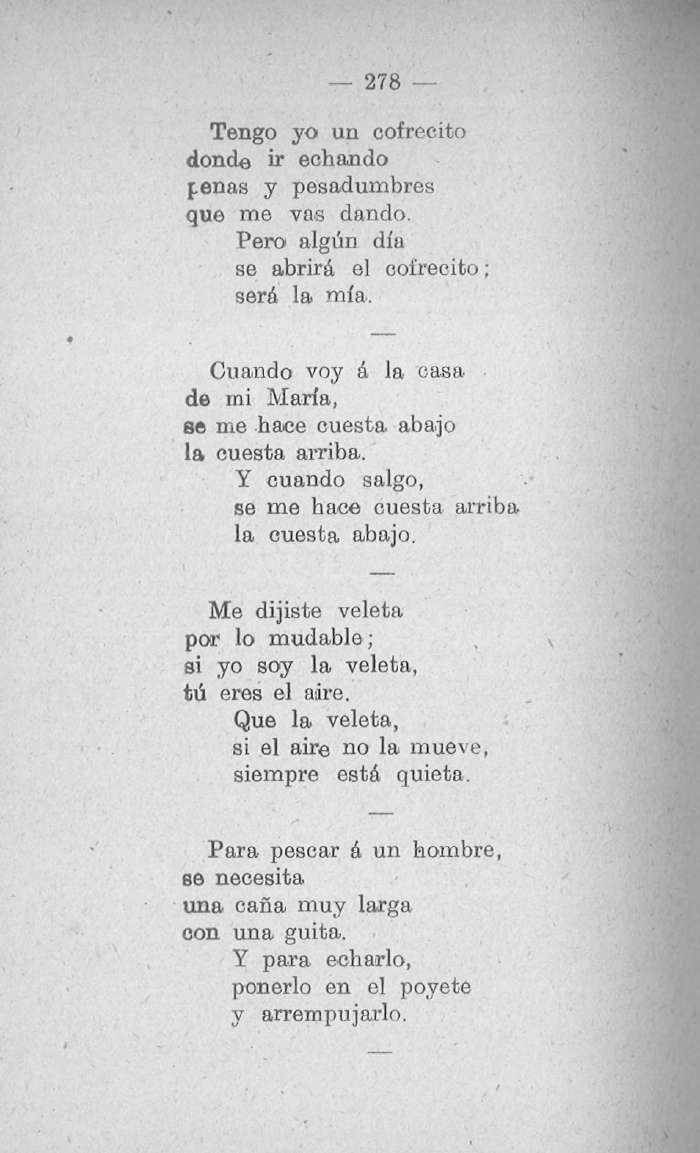 — 278 —
Tengo yo un cofrecito
donde ir echando
penas y pesadumbres
que me vas dando.
Pero algún día
se abrirá el cofrecito;
será la mía.
—
Cuando voy á la casa
de mi María,
se me hace cuesta abajo
la cuesta arriba.
Y cuando salgo,
se me hace cuesta arriba
la cuesta abajo.
—
Me dijiste veleta
por lo mudable;
si yo soy la veleta,
tú eres el aire.
Que la veleta,
si el aire no la mueve,
siempre está quieta.
—
Para pescar á un hombre,
se necesita
una caña muy larga
con una guita.
Y para echarlo,
ponerlo en el poyete
y arrempujarlo.
—